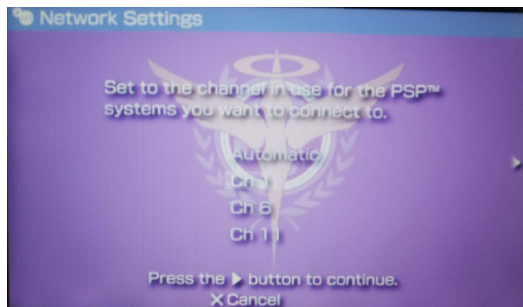 Network Settings
Set to the channel in use for the PSP™
systems you want to connect to.
Automatic
Ch 1
Ch 6
Ch 11
Press the ▶ button to continue.
✕ Cancel